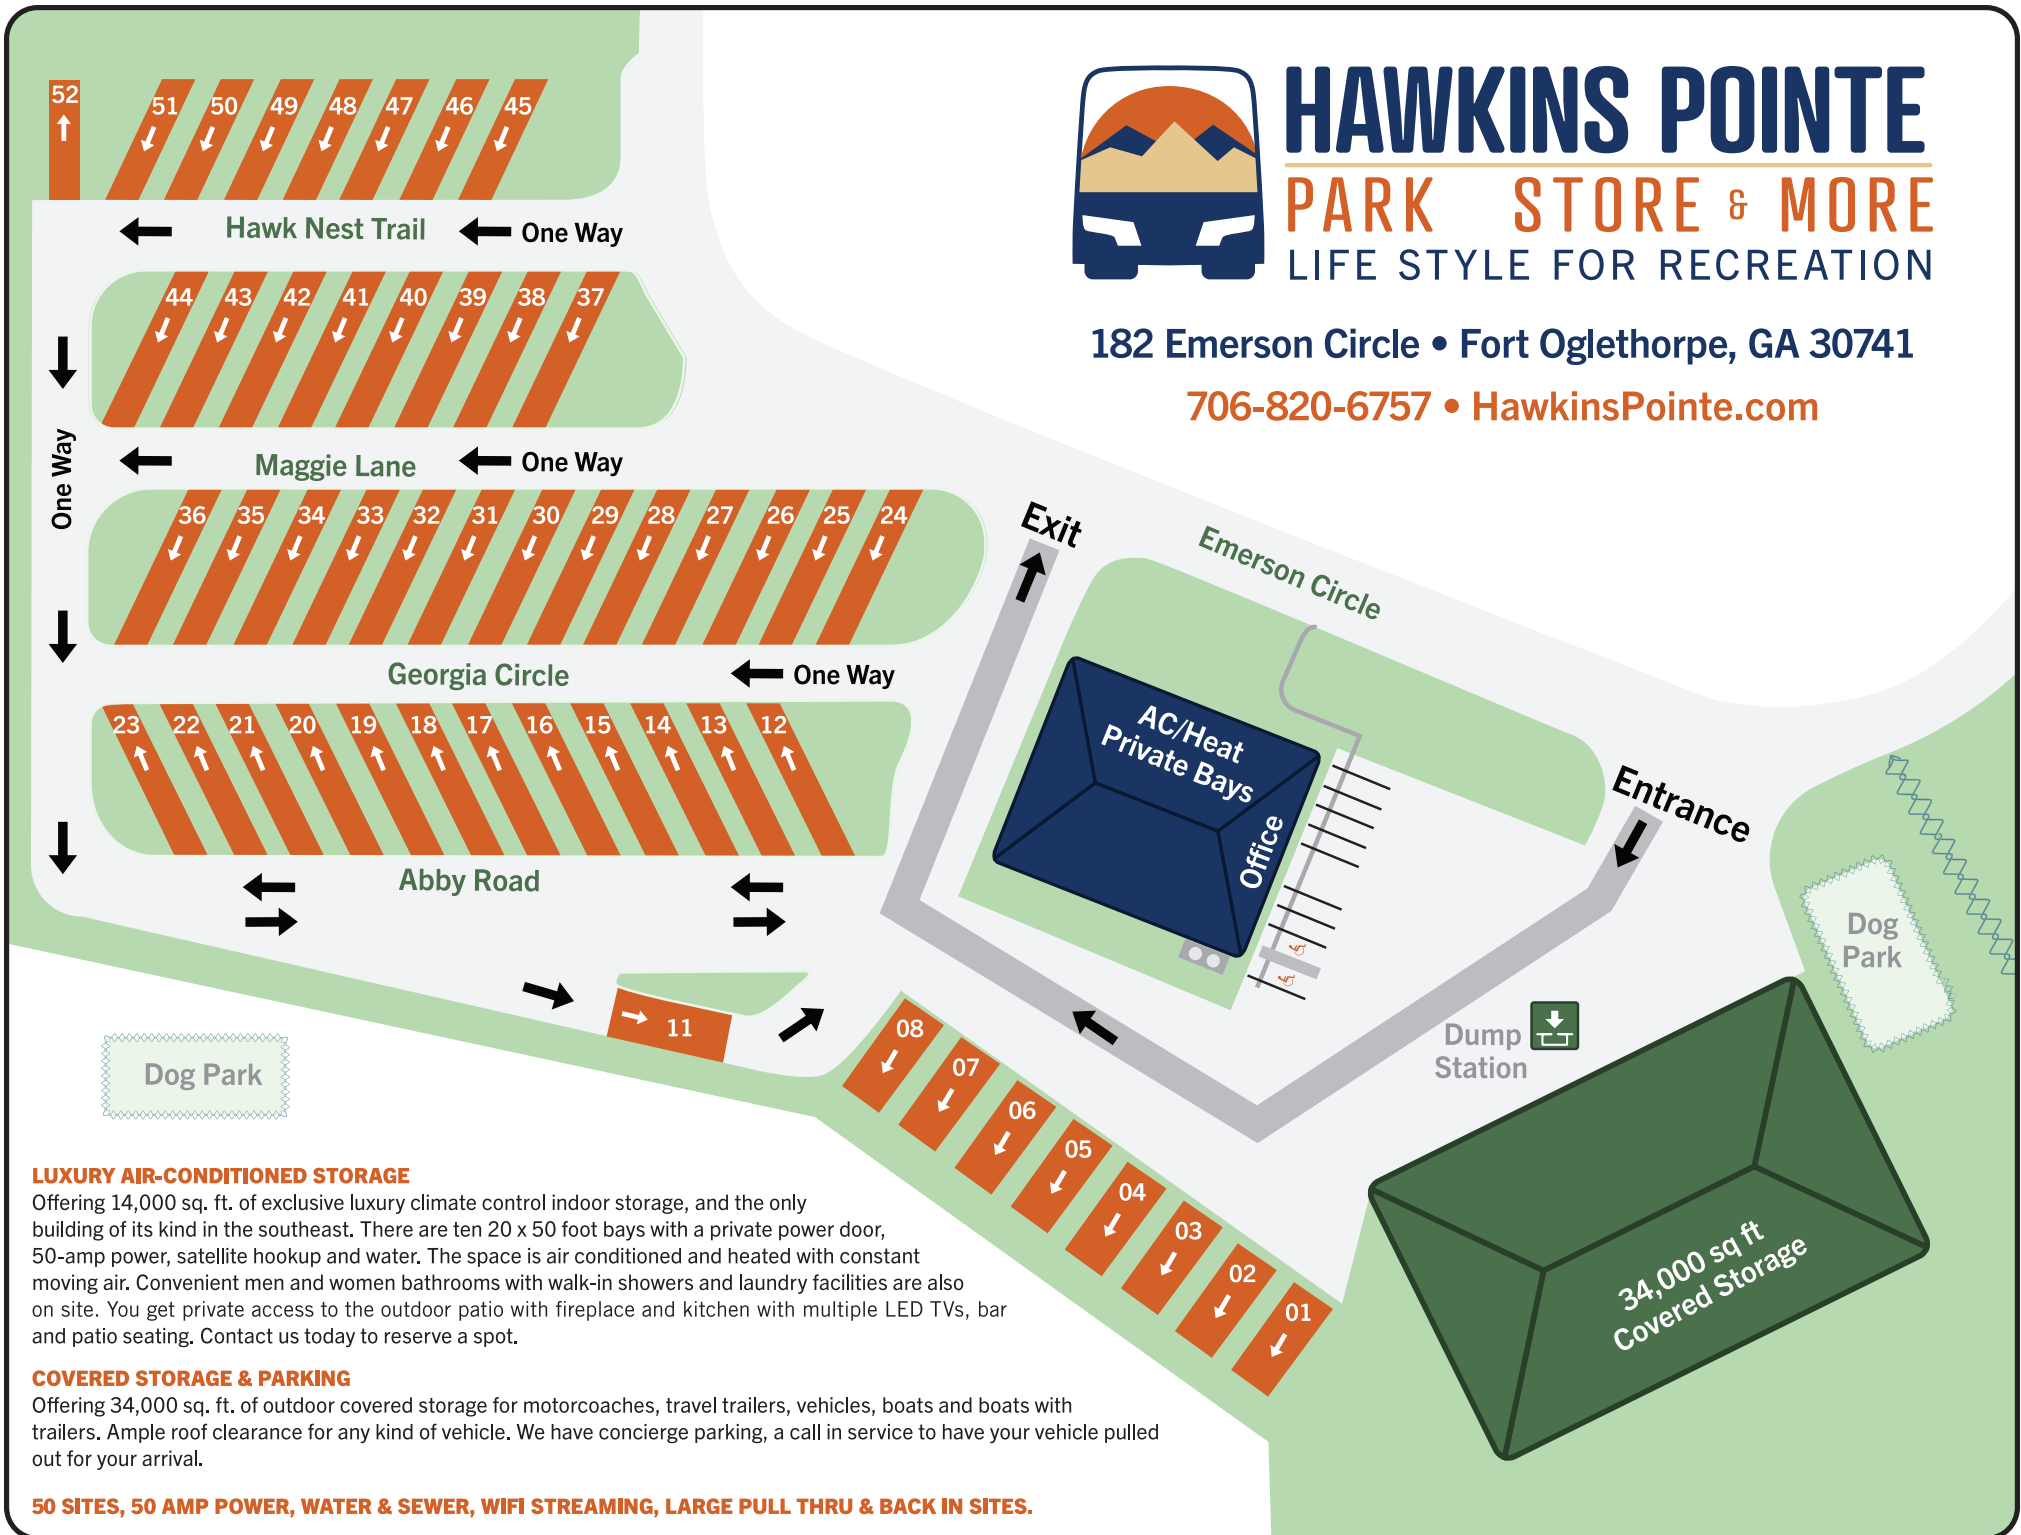 HAWKINS POINTE
PARK STORE & MORE
LIFE STYLE FOR RECREATION
182 Emerson Circle • Fort Oglethorpe, GA 30741
706-820-6757 • HawkinsPointe.com
52
51
50
49
48
47
46
45
Hawk Nest Trail
One Way
44
43
42
41
40
39
38
37
One Way
Maggie Lane
One Way
36
35
34
33
32
31
30
29
28
27
26
25
24
Georgia Circle
One Way
23
22
21
20
19
18
17
16
15
14
13
12
Abby Road
Exit
Emerson Circle
AC/Heat
Private Bays
Office
Entrance
Dog
Park
Dump
Station
11
08
07
06
05
04
03
02
01
34,000 sq ft
Covered Storage
Dog Park
LUXURY AIR-CONDITIONED STORAGE
Offering 14,000 sq. ft. of exclusive luxury climate control indoor storage, and the only
building of its kind in the southeast. There are ten 20 x 50 foot bays with a private power door,
50-amp power, satellite hookup and water. The space is air conditioned and heated with constant
moving air. Convenient men and women bathrooms with walk-in showers and laundry facilities are also
on site. You get private access to the outdoor patio with fireplace and kitchen with multiple LED TVs, bar
and patio seating. Contact us today to reserve a spot.
COVERED STORAGE & PARKING
Offering 34,000 sq. ft. of outdoor covered storage for motorcoaches, travel trailers, vehicles, boats and boats with
trailers. Ample roof clearance for any kind of vehicle. We have concierge parking, a call in service to have your vehicle pulled
out for your arrival.
50 SITES, 50 AMP POWER, WATER & SEWER, WIFI STREAMING, LARGE PULL THRU & BACK IN SITES.